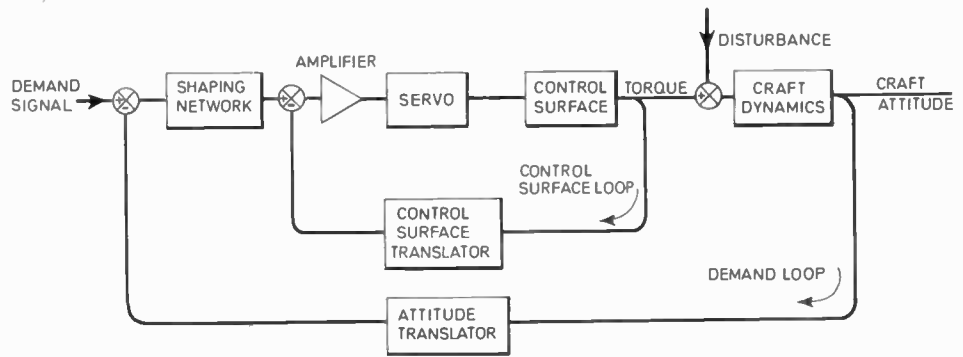 DISTURBANCE
AMPLIFIER
DEMAND
SIGNAL
SHAPING
NETWORK
SERVO
CONTROL
SURFACE
TORQUE
CRAFT
DYNAMICS
CRAFT
ATTITUDE
CONTROL
SURFACE LOOP
CONTROL
SURFACE
TRANSLATOR
DEMAND LOOP
ATTITUDE
TRANSLATOR